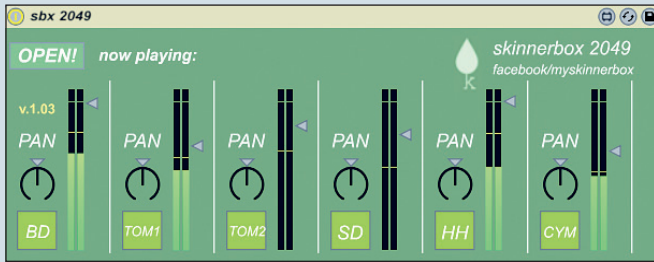 sbx 2049
OPEN! now playing:
skinnerbox 2049
facebook/myskinnerbox
K
v.1.03
PAN PAN PAN PAN PAN PAN
BD TOM1 TOM2 SD HH CYM